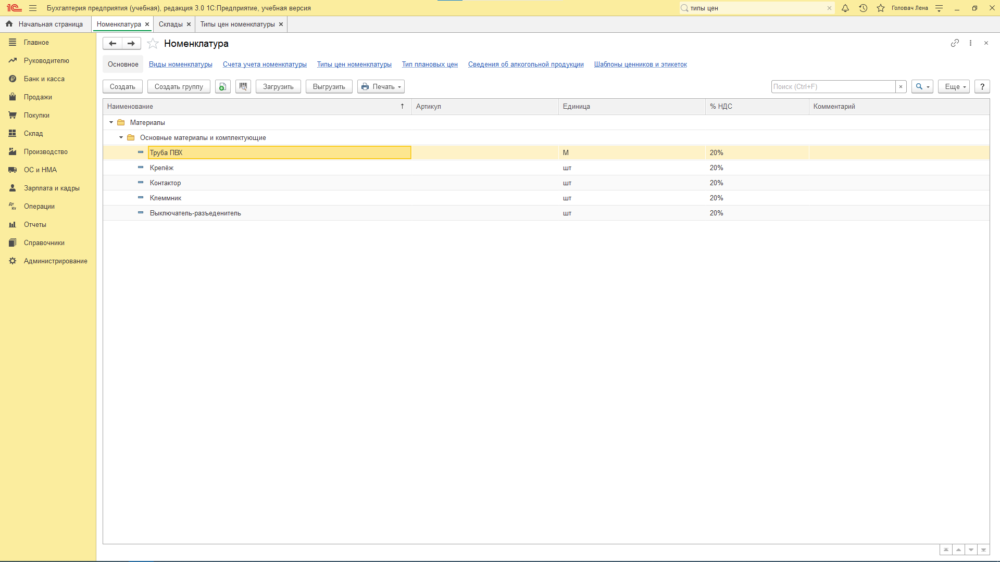 1С Бухгалтерия предприятия (учебная), редакция 3.0 1С:Предприятие, учебная версия типы цен Головач Лена
Начальная страница Номенклатура Склады Типы цен номенклатуры
Главное
Руководителю
Банк и касса
Продажи
Покупки
Склад
Производство
ОС и НМА
Зарплата и кадры
Дт Кт Операции
Отчеты
Справочники
Администрирование
Номенклатура
Основное Виды номенклатуры Счета учета номенклатуры Типы цен номенклатуры Тип плановых цен Сведения об алкогольной продукции Шаблоны ценников и этикеток
Создать Создать группу Загрузить Выгрузить Печать Поиск (Ctrl+F) × Еще ?
Наименование ↑ Артикул Единица % НДС Комментарий
Материалы
Основные материалы и комплектующие
Труба ПВХ М 20%
Крепёж шт 20%
Контактор шт 20%
Клеммник шт 20%
Выключатель-разъеденитель шт 20%